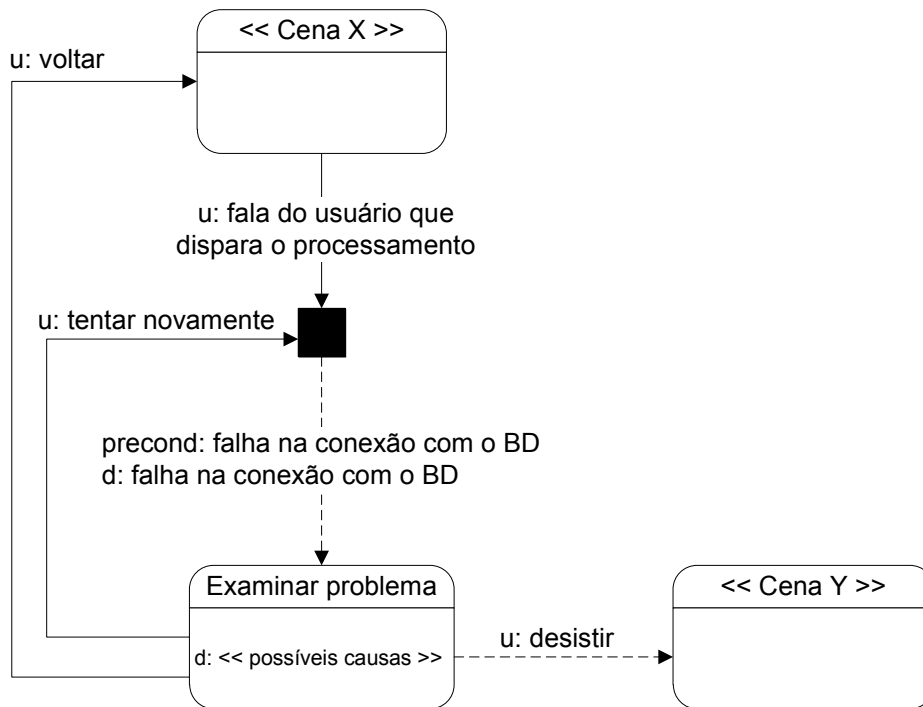 << Cena X >>
u: voltar
u: fala do usuário que
dispara o processamento
u: tentar novamente
precond: falha na conexão com o BD
d: falha na conexão com o BD
Examinar problema
d: << possíveis causas >>
u: desistir
<< Cena Y >>